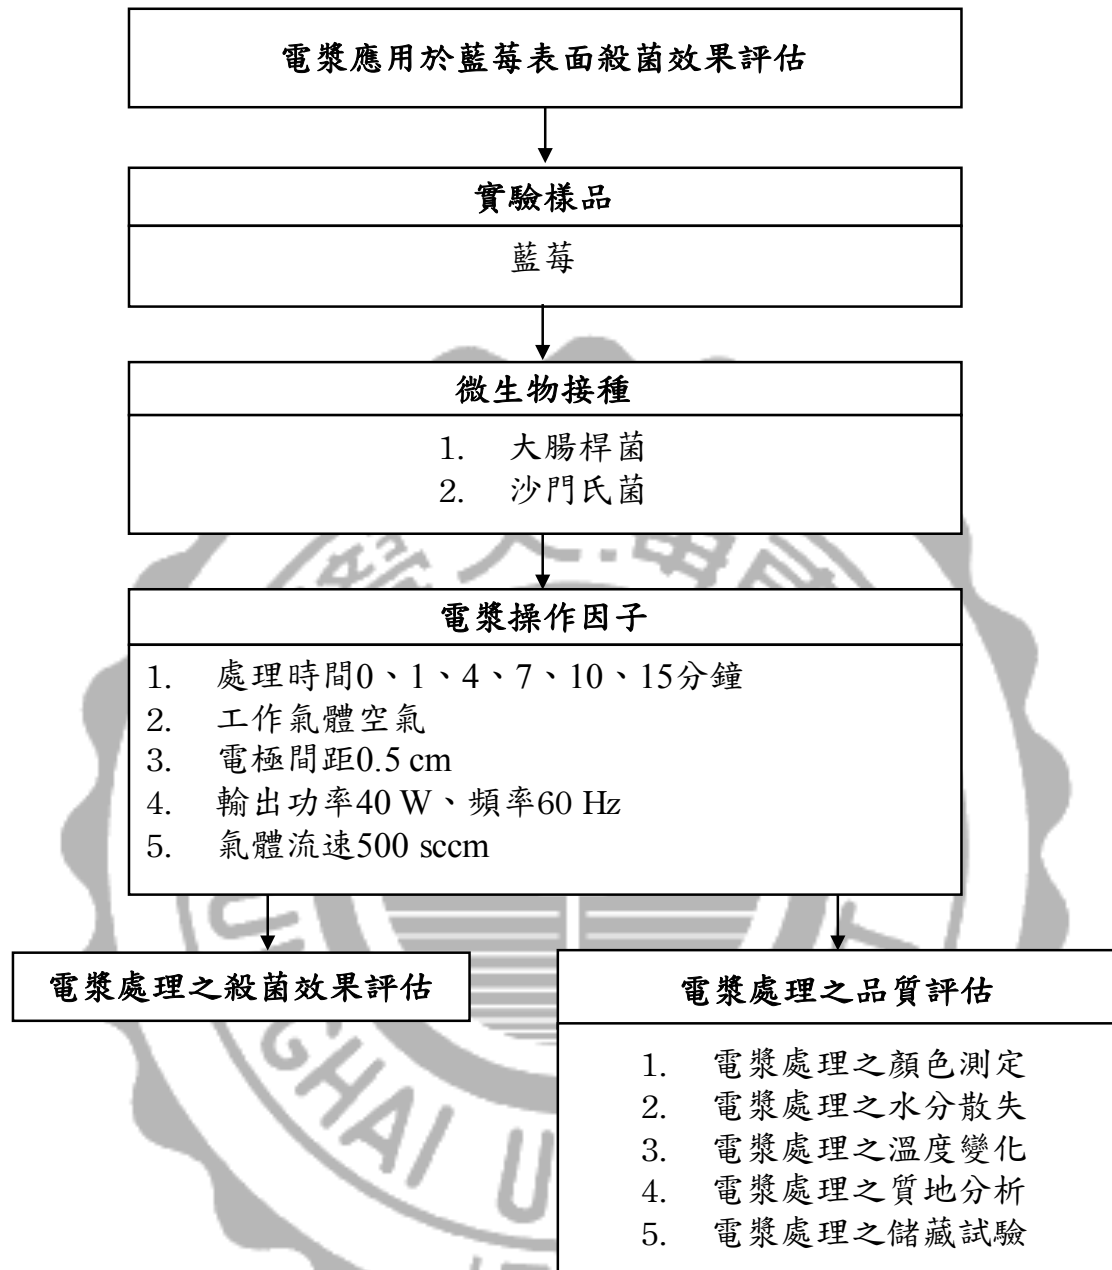 電漿應用於藍莓表面殺菌效果評估
實驗樣品
藍莓
微生物接種
1. 大腸桿菌
2. 沙門氏菌
電漿操作因子
1. 處理時間0、1、4、7、10、15分鐘
2. 工作氣體空氣
3. 電極間距0.5 cm
4. 輸出功率40 W、頻率60 Hz
5. 氣體流速500 sccm
電漿處理之殺菌效果評估
電漿處理之品質評估
1. 電漿處理之顏色測定
2. 電漿處理之水分散失
3. 電漿處理之溫度變化
4. 電漿處理之質地分析
5. 電漿處理之儲藏試驗